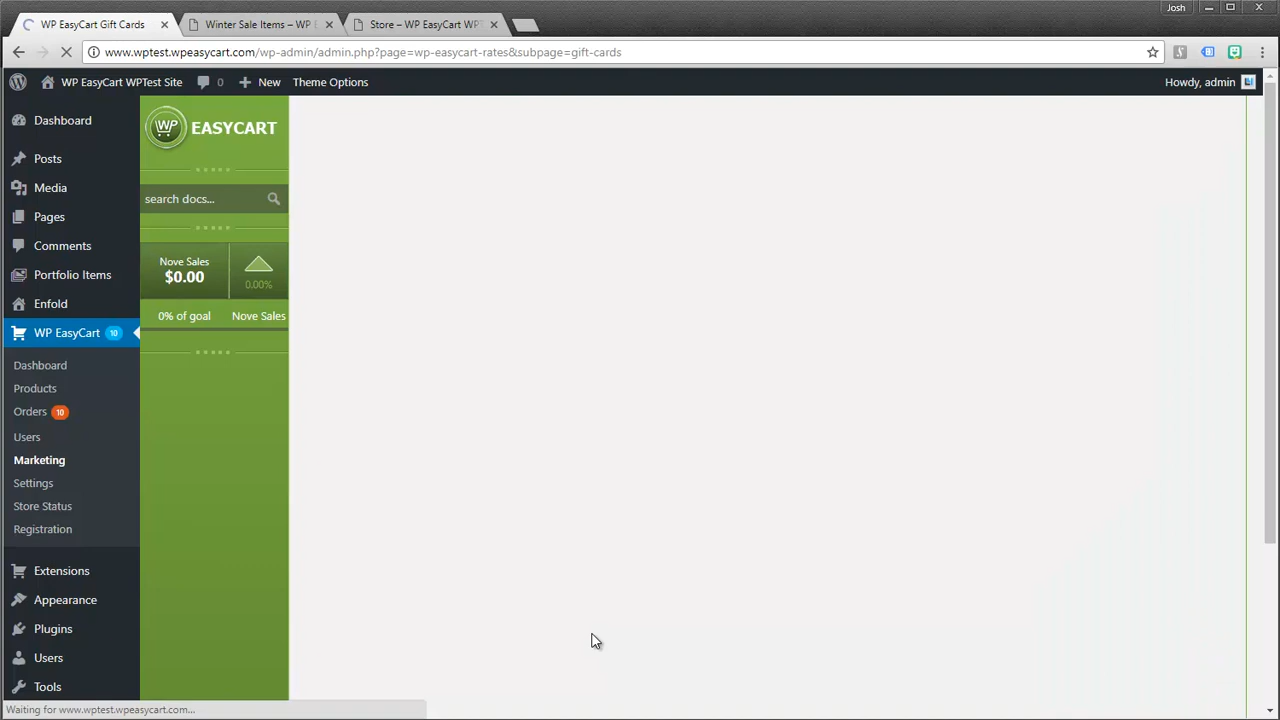 Josh
WP EasyCart Gift Cards
Winter Sale Items – WP E
Store – WP EasyCart WPT
www.wptest.wpeasycart.com/wp-admin/admin.php?page=wp-easycart-rates&subpage=gift-cards
WP EasyCart WPTest Site
0
New
Theme Options
Howdy, admin
Dashboard
Posts
Media
Pages
Comments
Portfolio Items
Enfold
WP EasyCart 10
Dashboard
Products
Orders 10
Users
Marketing
Settings
Store Status
Registration
Extensions
Appearance
Plugins
Users
Tools
WP EASYCART
search docs...
Nove Sales
$0.00
0.00%
0% of goal
Nove Sales
Waiting for www.wptest.wpeasycart.com...